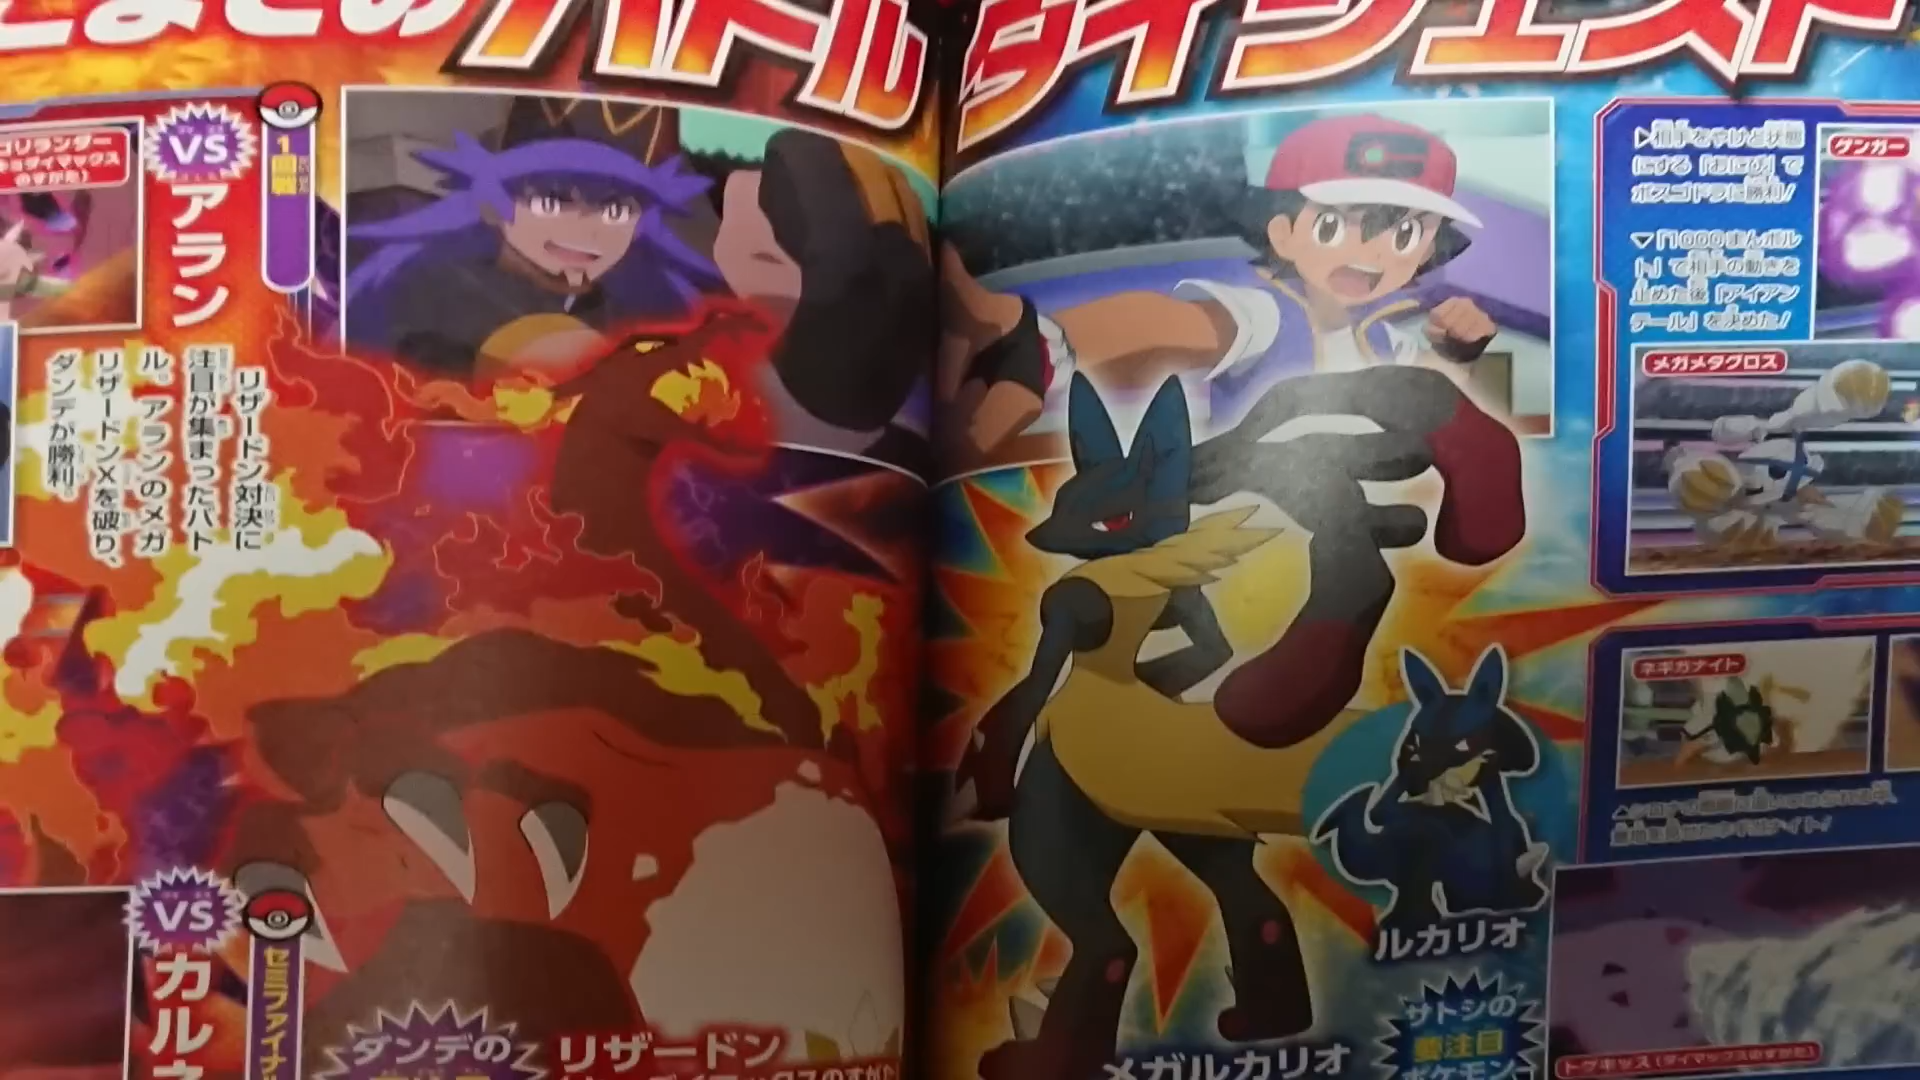 とまとめバトルダイジェスト
ゴリランダー
キョダイマックス
のすがた)
VS
アラン
1回戦
リザードン対決に
注目が集まったバト
ル。アランのメガ
リザードンXを破り、
ダンデが勝利。
VS
カルネ
セミファイナル
ダンデの
リザードン
▷相手をやけど状態
にする「おにび」で
ボスゴドラに勝利!
▽「1000まんボル
ト」で相手の動きを
止めた後「アイアン
テール」を決めた!
ゲンガー
メガメタグロス
ネギガナイト
ルカリオ
サトシの
要注目
ポケモン
メガルカリオ
トゲキッス(ダイマックスのすがた)